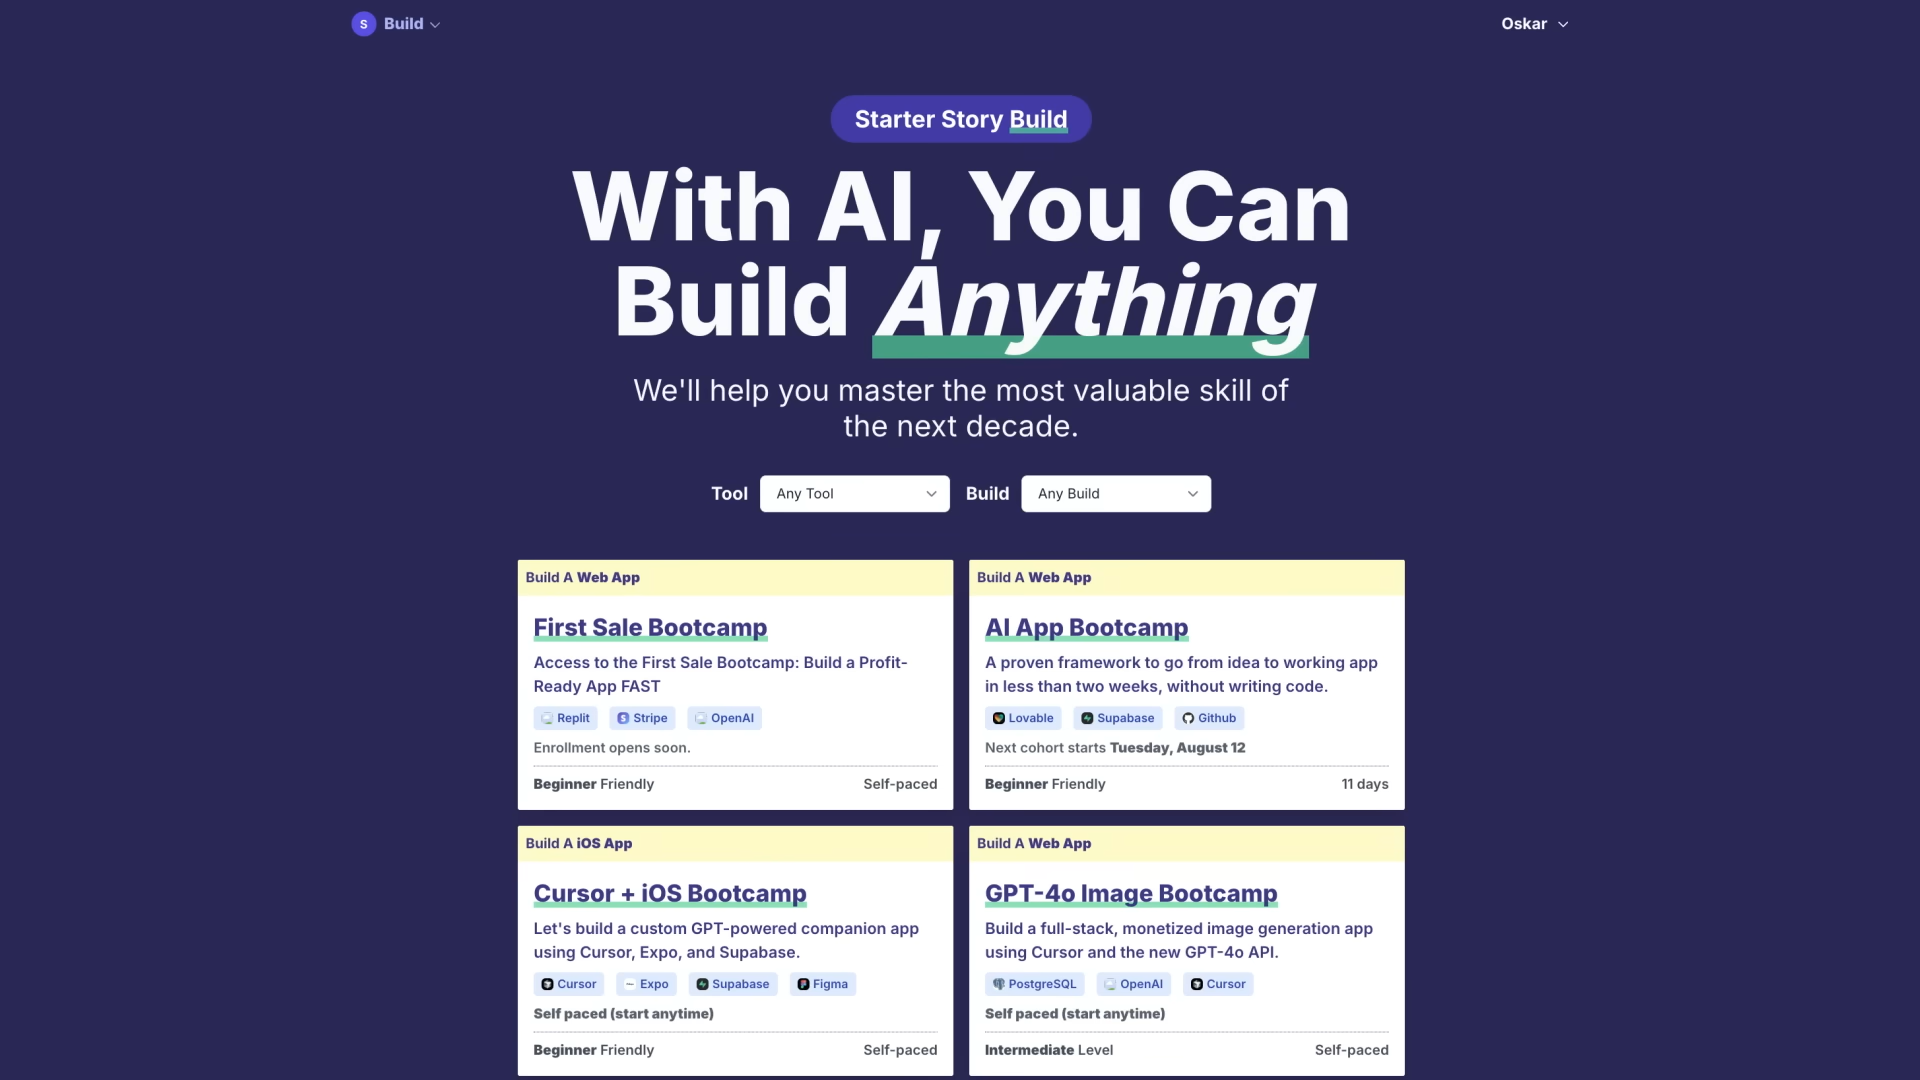 S Build
Oskar
Starter Story Build
With AI, You Can
Build Anything
We'll help you master the most valuable skill of
the next decade.
Tool Any Tool Build Any Build
Build A Web App
First Sale Bootcamp
Access to the First Sale Bootcamp: Build a Profit-
Ready App FAST
Replit Stripe OpenAI
Enrollment opens soon.
Beginner Friendly Self-paced
Build A Web App
AI App Bootcamp
A proven framework to go from idea to working app
in less than two weeks, without writing code.
Lovable Supabase Github
Next cohort starts Tuesday, August 12
Beginner Friendly 11 days
Build A iOS App
Cursor + iOS Bootcamp
Let's build a custom GPT-powered companion app
using Cursor, Expo, and Supabase.
Cursor Expo Supabase Figma
Self paced (start anytime)
Beginner Friendly Self-paced
Build A Web App
GPT-4o Image Bootcamp
Build a full-stack, monetized image generation app
using Cursor and the new GPT-4o API.
PostgreSQL OpenAI Cursor
Self paced (start anytime)
Intermediate Level Self-paced